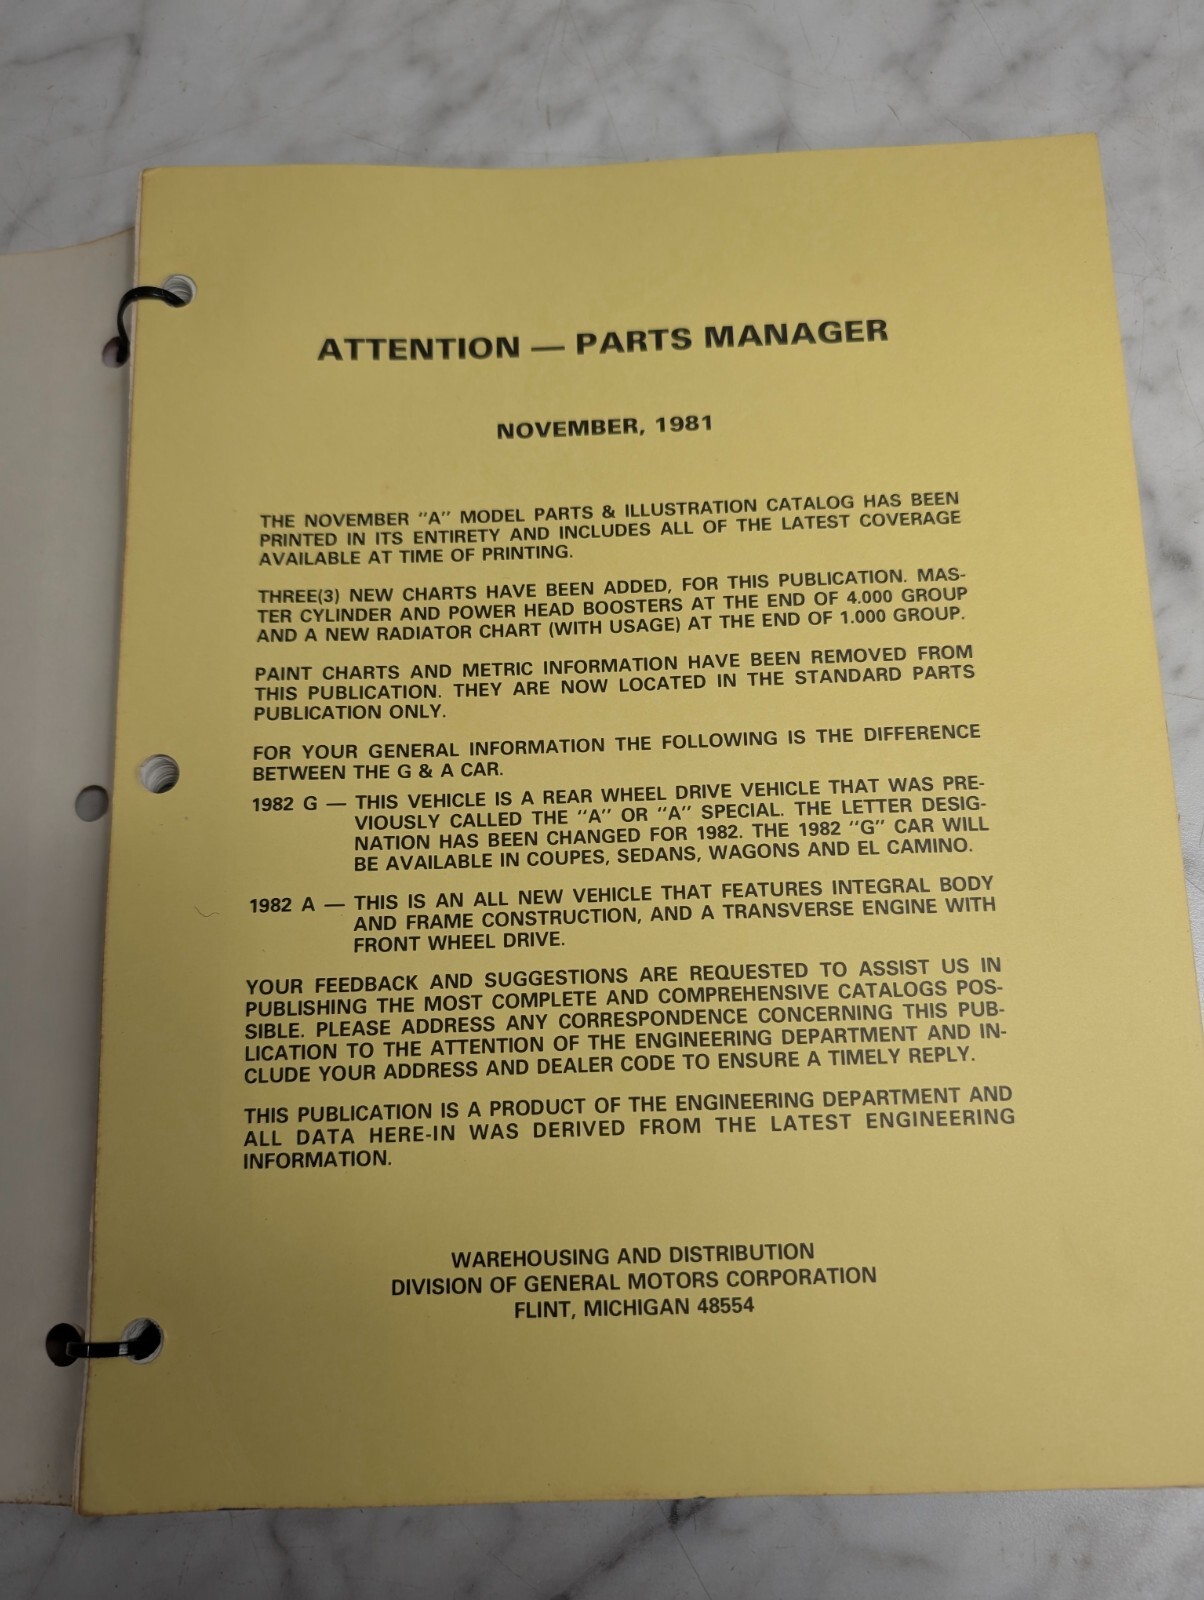 ATTENTION — PARTS MANAGER
NOVEMBER, 1981
THE NOVEMBER "A" MODEL PARTS & ILLUSTRATION CATALOG HAS BEEN
PRINTED IN ITS ENTIRETY AND INCLUDES ALL OF THE LATEST COVERAGE
AVAILABLE AT TIME OF PRINTING.
THREE(3) NEW CHARTS HAVE BEEN ADDED, FOR THIS PUBLICATION. MAS-
TER CYLINDER AND POWER HEAD BOOSTERS AT THE END OF 4.000 GROUP
AND A NEW RADIATOR CHART (WITH USAGE) AT THE END OF 1.000 GROUP.
PAINT CHARTS AND METRIC INFORMATION HAVE BEEN REMOVED FROM
THIS PUBLICATION. THEY ARE NOW LOCATED IN THE STANDARD PARTS
PUBLICATION ONLY.
FOR YOUR GENERAL INFORMATION THE FOLLOWING IS THE DIFFERENCE
BETWEEN THE G & A CAR.
1982 G — THIS VEHICLE IS A REAR WHEEL DRIVE VEHICLE THAT WAS PRE-
VIOUSLY CALLED THE "A" OR "A" SPECIAL. THE LETTER DESIG-
NATION HAS BEEN CHANGED FOR 1982. THE 1982 "G" CAR WILL
BE AVAILABLE IN COUPES, SEDANS, WAGONS AND EL CAMINO.
1982 A — THIS IS AN ALL NEW VEHICLE THAT FEATURES INTEGRAL BODY
AND FRAME CONSTRUCTION, AND A TRANSVERSE ENGINE WITH
FRONT WHEEL DRIVE.
YOUR FEEDBACK AND SUGGESTIONS ARE REQUESTED TO ASSIST US IN
PUBLISHING THE MOST COMPLETE AND COMPREHENSIVE CATALOGS POS-
SIBLE. PLEASE ADDRESS ANY CORRESPONDENCE CONCERNING THIS PUB-
LICATION TO THE ATTENTION OF THE ENGINEERING DEPARTMENT AND IN-
CLUDE YOUR ADDRESS AND DEALER CODE TO ENSURE A TIMELY REPLY.
THIS PUBLICATION IS A PRODUCT OF THE ENGINEERING DEPARTMENT AND
ALL DATA HERE-IN WAS DERIVED FROM THE LATEST ENGINEERING
INFORMATION.
WAREHOUSING AND DISTRIBUTION
DIVISION OF GENERAL MOTORS CORPORATION
FLINT, MICHIGAN 48554